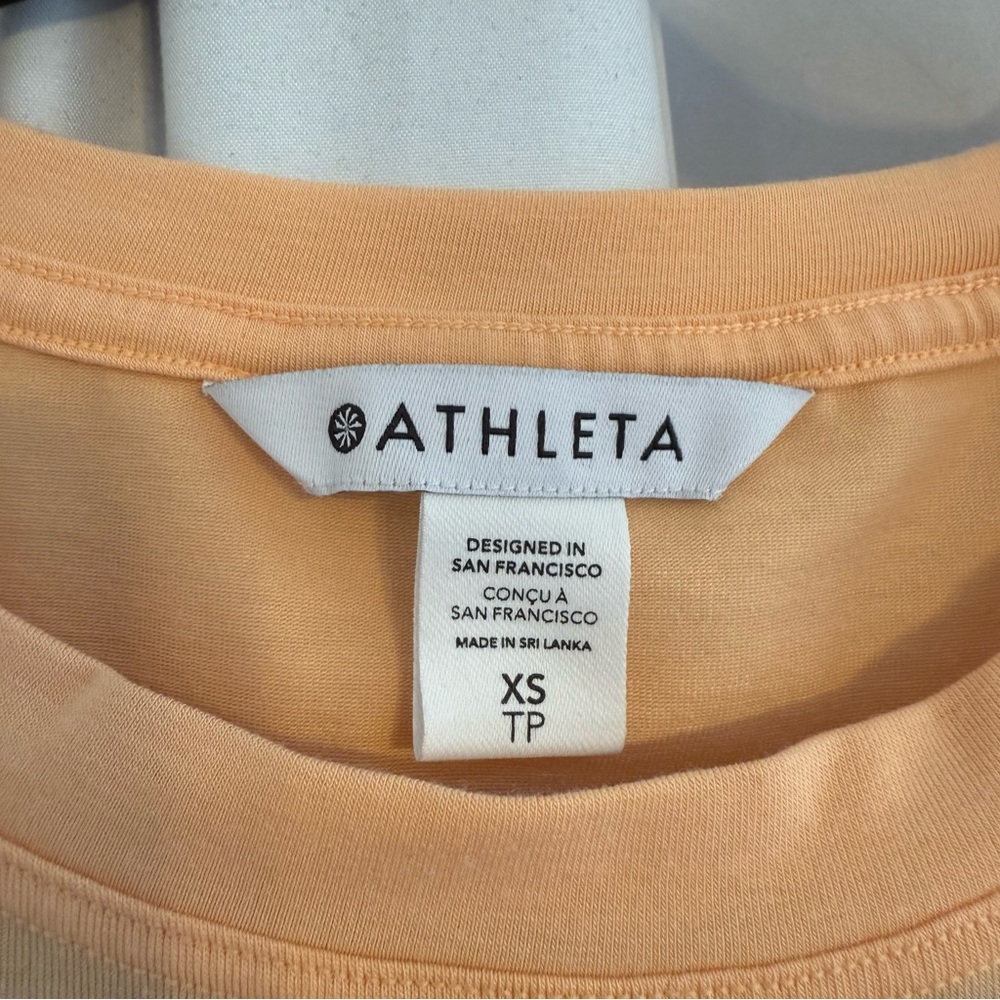 ATHLETA
DESIGNED IN
SAN FRANCISCO
CONÇU À
SAN FRANCISCO
MADE IN SRI LANKA
XS
TP